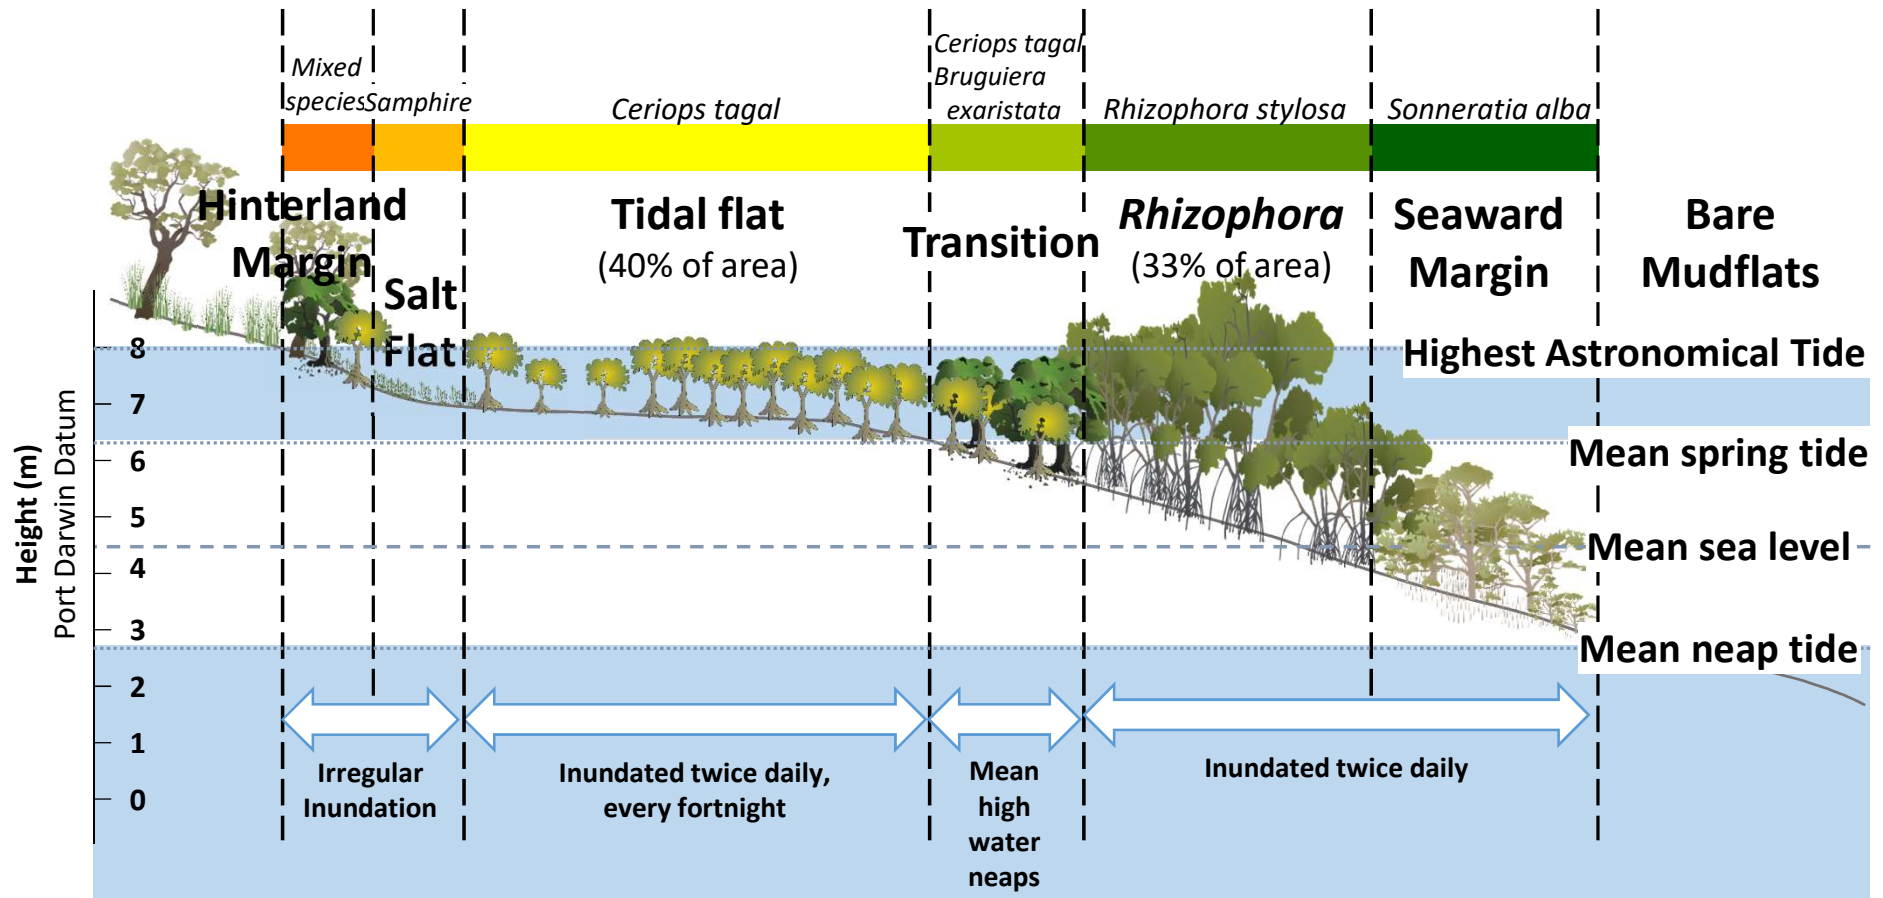 Mixed
species
Samphire
Ceriops tagal
Ceriops tagal
Bruguiera
exaristata
Rhizophora stylosa
Sonneratia alba
Hinterland
Margin
Salt
Flat
Tidal flat
(40% of area)
Transition
Rhizophora
(33% of area)
Seaward
Margin
Bare
Mudflats
Height (m)
Port Darwin Datum
8
7
6
5
4
3
2
1
0
Highest Astronomical Tide
Mean spring tide
Mean sea level
Mean neap tide
Irregular
Inundation
Inundated twice daily,
every fortnight
Mean
high
water
neaps
Inundated twice daily